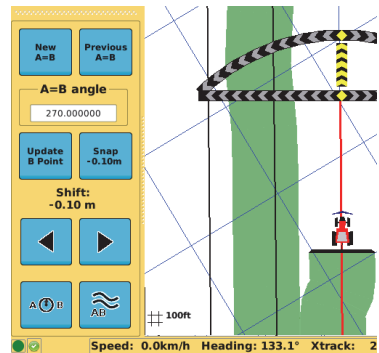 New
A=B
Previous
A=B
A=B angle
270.000000
Update
B Point
Snap
-0.10m
Shift:
-0.10 m
A B
AB
100ft
Speed: 0.0km/h Heading: 133.1° Xtrack: 2